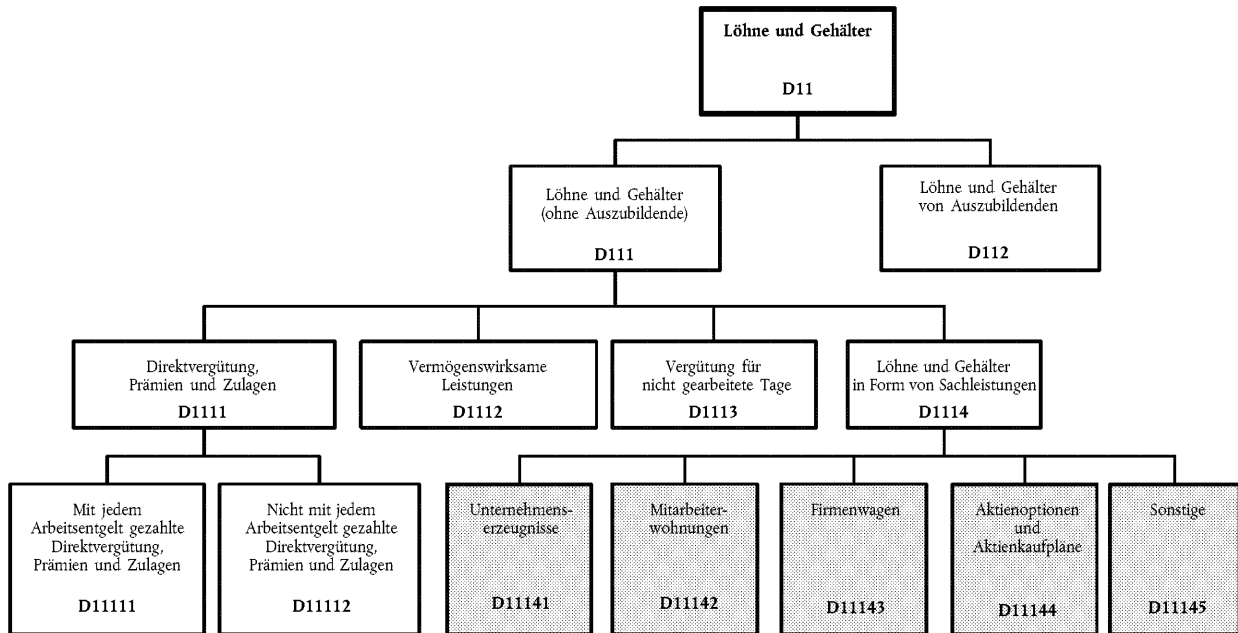 Löhne und Gehälter
D11
Löhne und Gehälter
(ohne Auszubildende)
D111
Löhne und Gehälter
von Auszubildenden
D112
Direktvergütung,
Prämien und Zulagen
D1111
Vermögenswirksame
Leistungen
D1112
Vergütung für
nicht gearbeitete Tage
D1113
Löhne und Gehälter
in Form von Sachleistungen
D1114
Mit jedem
Arbeitsentgelt gezahlte
Direktvergütung,
Prämien und Zulagen
D11111
Nicht mit jedem
Arbeitsentgelt gezahlte
Direktvergütung,
Prämien und Zulagen
D11112
Unternehmens-
erzeugnisse
D11141
Mitarbeiter-
wohnungen
D11142
Firmenwagen
D11143
Aktienoptionen
und
Aktienkaufpläne
D11144
Sonstige
D11145